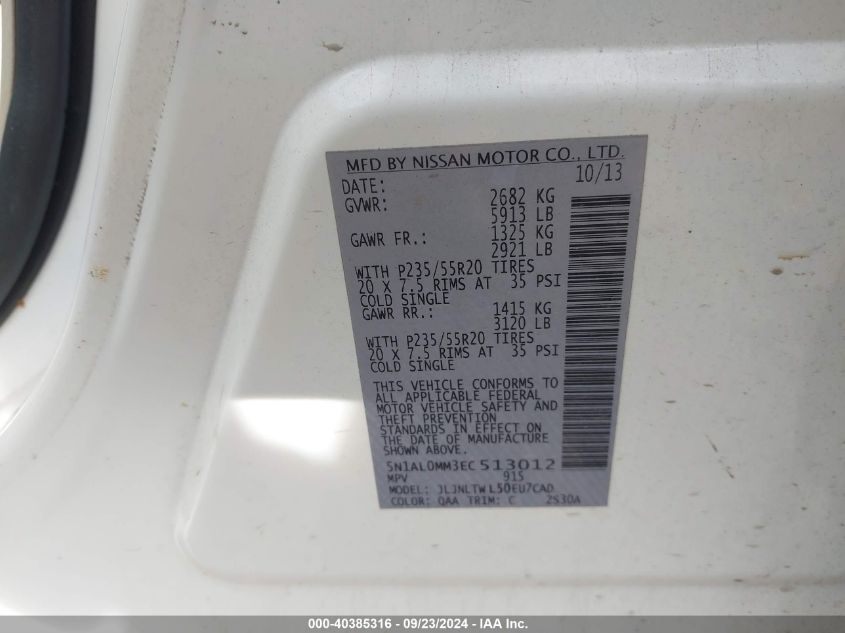 MFD BY NISSAN MOTOR CO., LTD.
DATE: 10/13
GVWR: 2682 KG
5913 LB
GAWR FR.: 1325 KG
2921 LB
WITH P235/55R20 TIRES
20 X 7.5 RIMS AT 35 PSI
COLD SINGLE
GAWR RR.: 1415 KG
3120 LB
WITH P235/55R20 TIRES
20 X 7.5 RIMS AT 35 PSI
COLD SINGLE
THIS VEHICLE CONFORMS TO
ALL APPLICABLE FEDERAL
MOTOR VEHICLE SAFETY AND
THEFT PREVENTION
STANDARDS IN EFFECT ON
THE DATE OF MANUFACTURE
SHOWN ABOVE.
5N1AL0MM3EC513012
MPV 915
MODEL: JLJNLTWL50EU7CAD
COLOR: QAA TRIM: C 2S30A
000-40385316 - 09/23/2024 - IAA Inc.